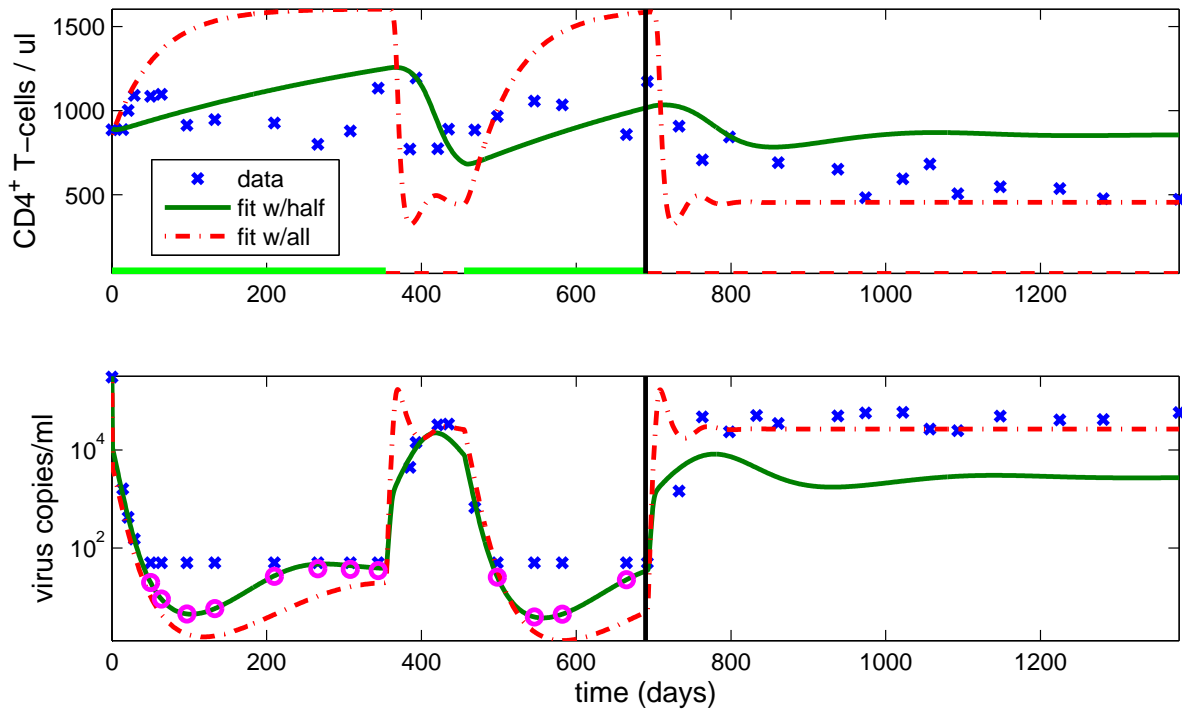 CD4+ T−cells / ul
1600
1000
500
data
fit w/half
fit w/all
0 200 400 600 800 1000 1200
virus copies/ml
10^4
10^2
0 200 400 600 800 1000 1200
time (days)